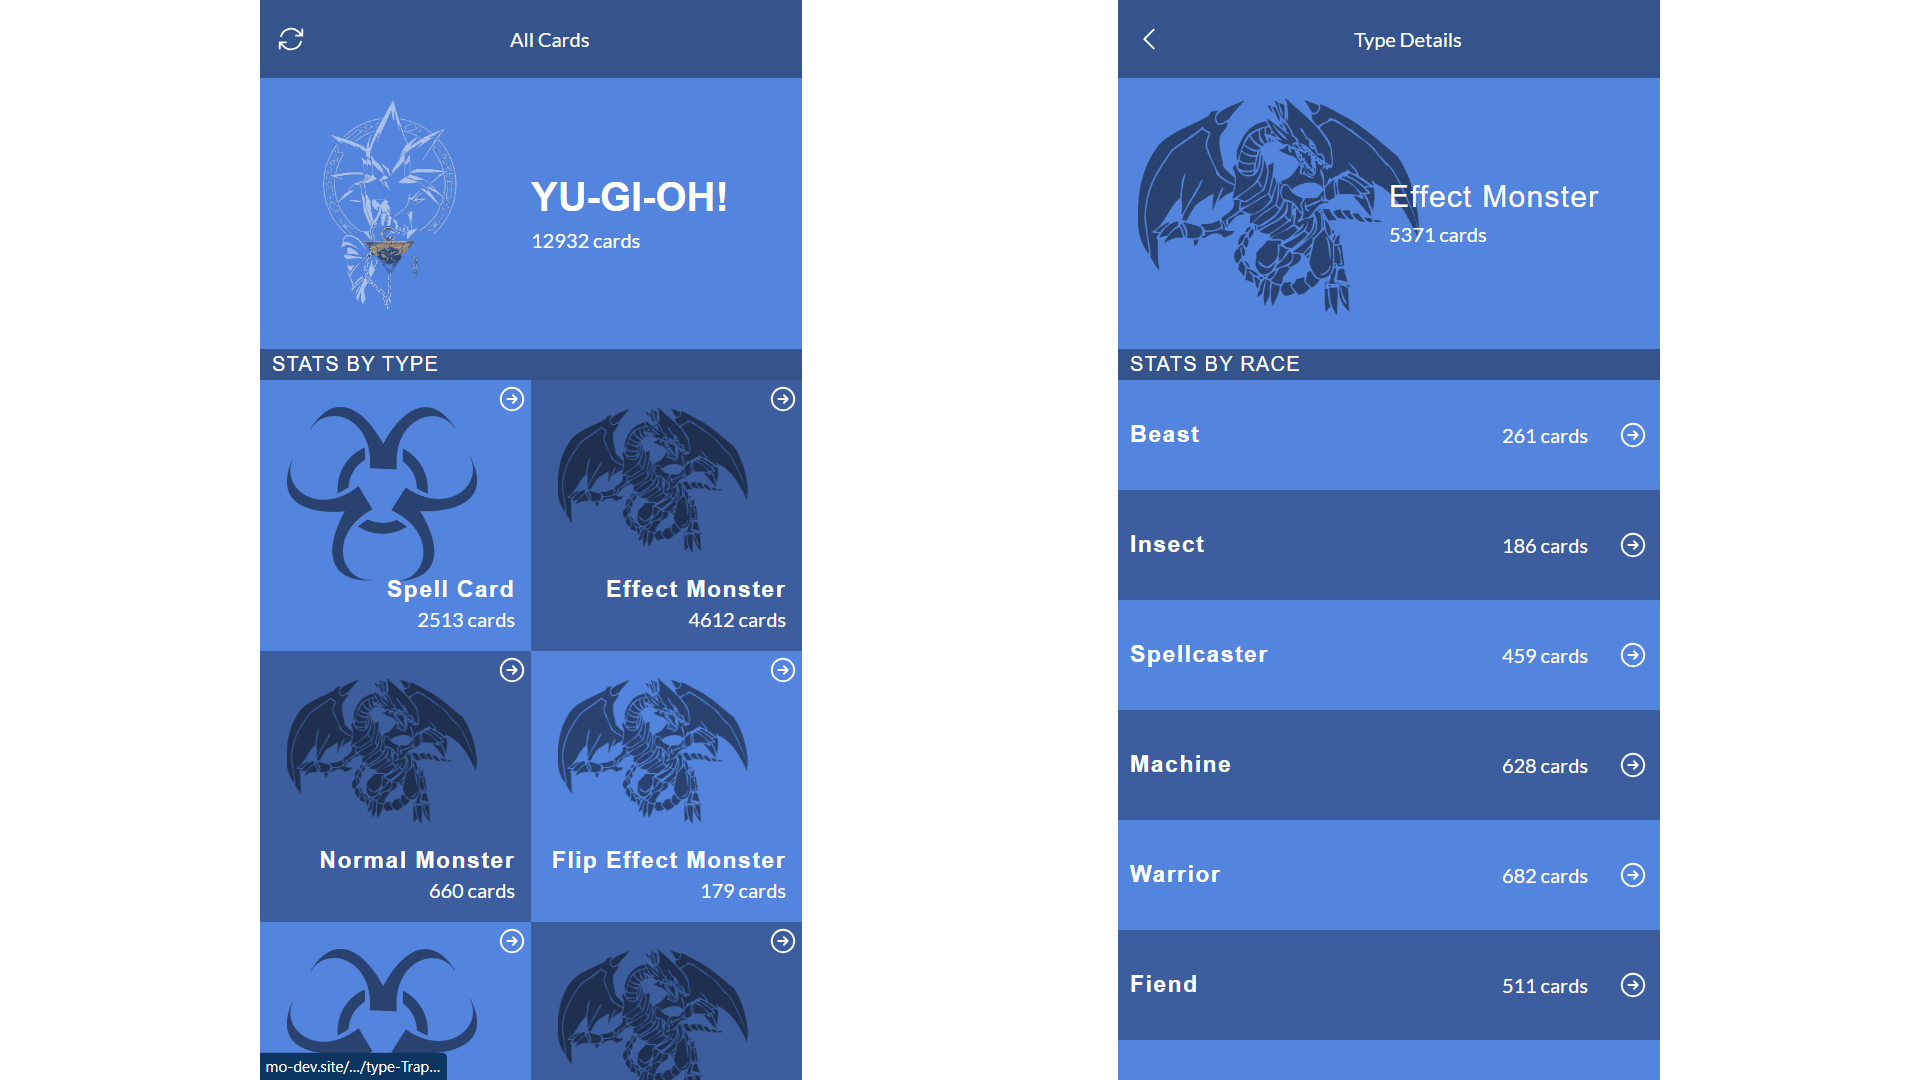 All Cards
YU-GI-OH!
12932 cards
STATS BY TYPE
Spell Card
2513 cards
Effect Monster
4612 cards
Normal Monster
660 cards
Flip Effect Monster
179 cards
mo-dev.site/.../type-Trap...
Type Details
Effect Monster
5371 cards
STATS BY RACE
Beast
261 cards
Insect
186 cards
Spellcaster
459 cards
Machine
628 cards
Warrior
682 cards
Fiend
511 cards